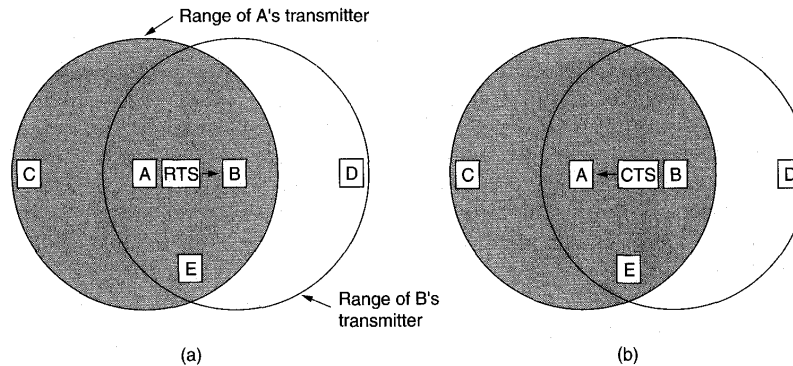 Range of A's transmitter
C
A
RTS
B
D
E
Range of B's
transmitter
(a)
C
A
CTS
B
D
E
(b)